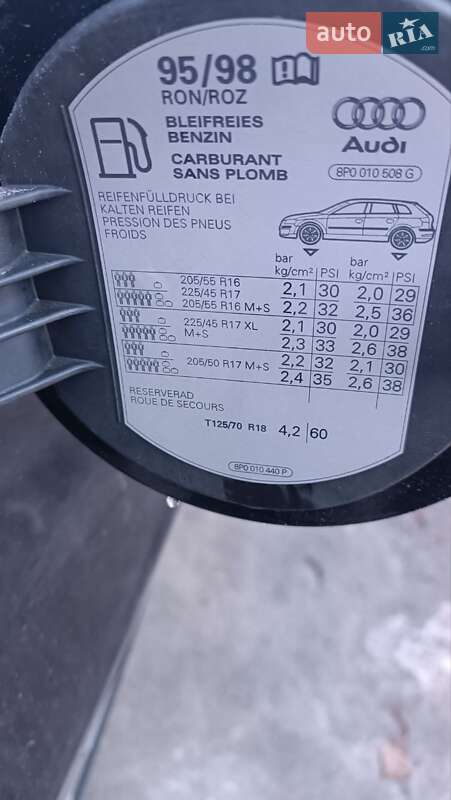 auto RIA
.com
95/98
RON/ROZ
BLEIFREIES
BENZIN
CARBURANT
SANS PLOMB
Audi
8P0 010 508 G
REIFENFÜLLDRUCK BEI
KALTEN REIFEN
PRESSION DES PNEUS
FROIDS
bar
kg/cm² PSI bar
kg/cm² PSI
205/55 R16 2,1 30 2,0 29
225/45 R17
205/55 R16 M+S 2,2 32 2,5 36
225/45 R17 XL 2,1 30 2,0 29
M+S 2,3 33 2,6 38
205/50 R17 M+S 2,2 32 2,1 30
2,4 35 2,6 38
RESERVERAD
RQUE DE SECOURS
T125/70 R18 4,2 60
8P0 010 440 P